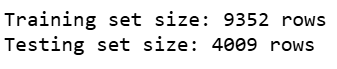 Training set size: 9352 rows
Testing set size: 4009 rows